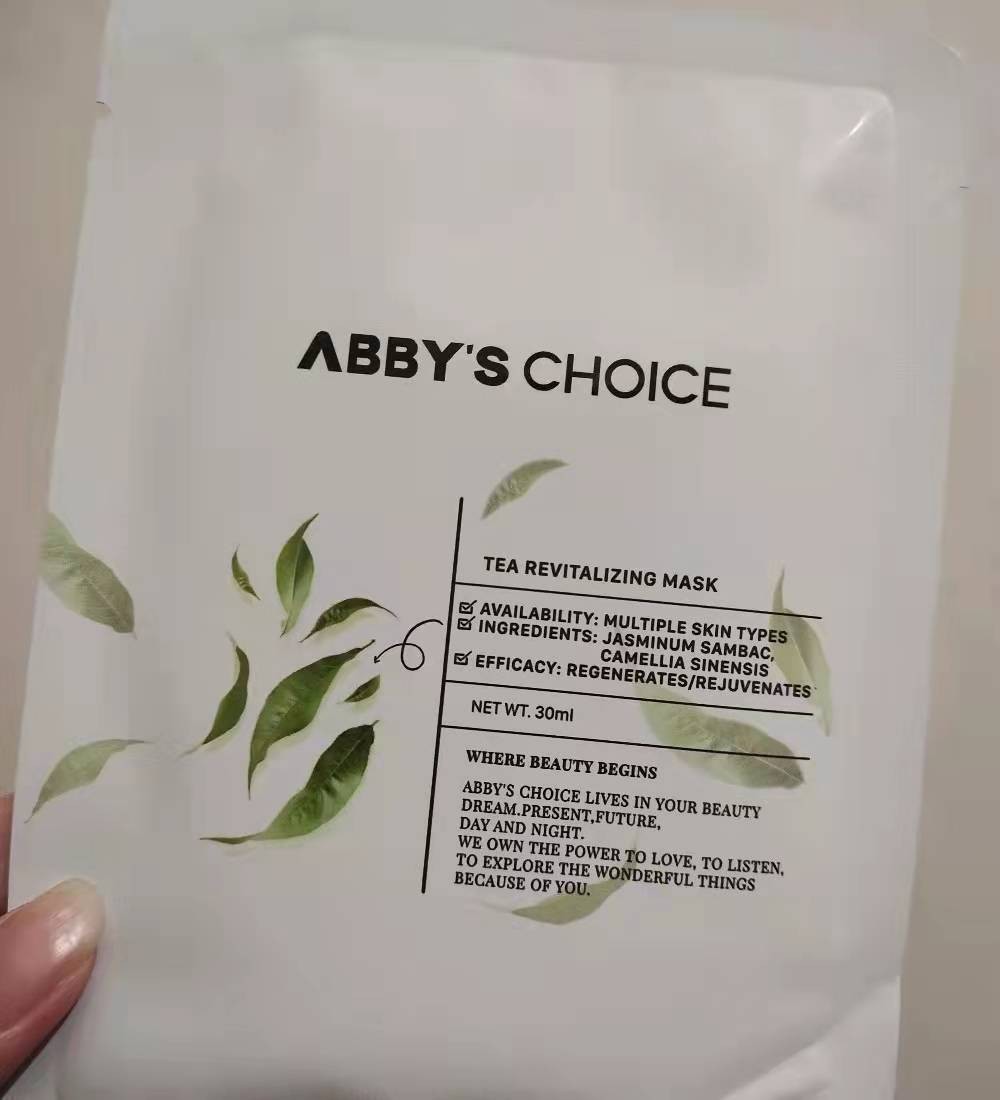 ABBY'S CHOICE
TEA REVITALIZING MASK
AVAILABILITY: MULTIPLE SKIN TYPES
INGREDIENTS: JASMINUM SAMBAC,
CAMELLIA SINENSIS
EFFICACY: REGENERATES/REJUVENATES
NET WT. 30ml
WHERE BEAUTY BEGINS
ABBY'S CHOICE LIVES IN YOUR BEAUTY
DREAM.PRESENT,FUTURE,
DAY AND NIGHT.
WE OWN THE POWER TO LOVE, TO LISTEN,
TO EXPLORE THE WONDERFUL THINGS
BECAUSE OF YOU.